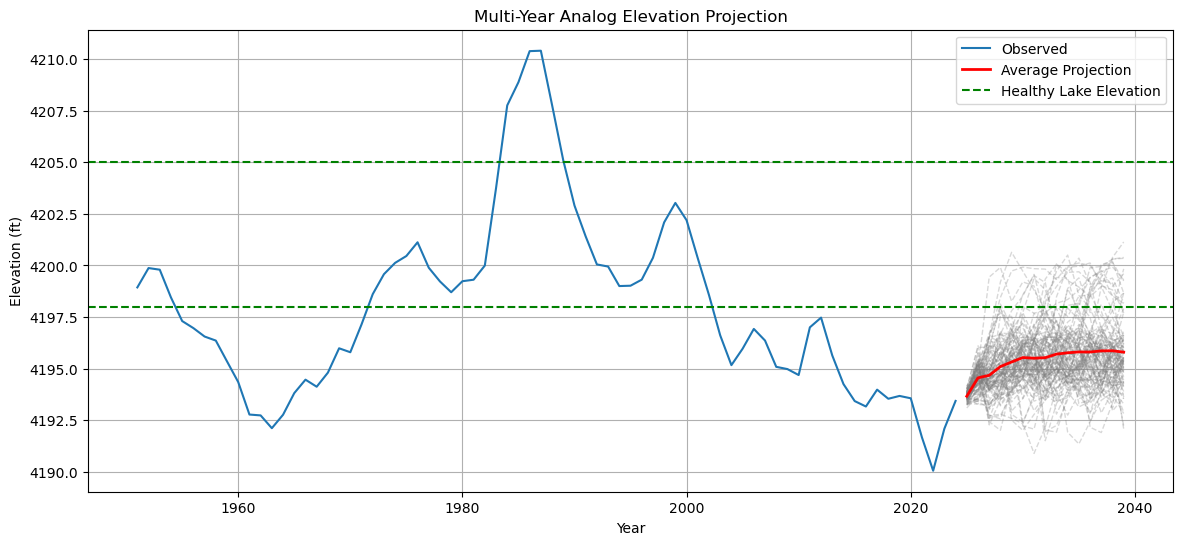 Multi-Year Analog Elevation Projection
Observed
Average Projection
Healthy Lake Elevation
Elevation (ft)
4210.0
4207.5
4205.0
4202.5
4200.0
4197.5
4195.0
4192.5
4190.0
1960
1980
2000
2020
2040
Year